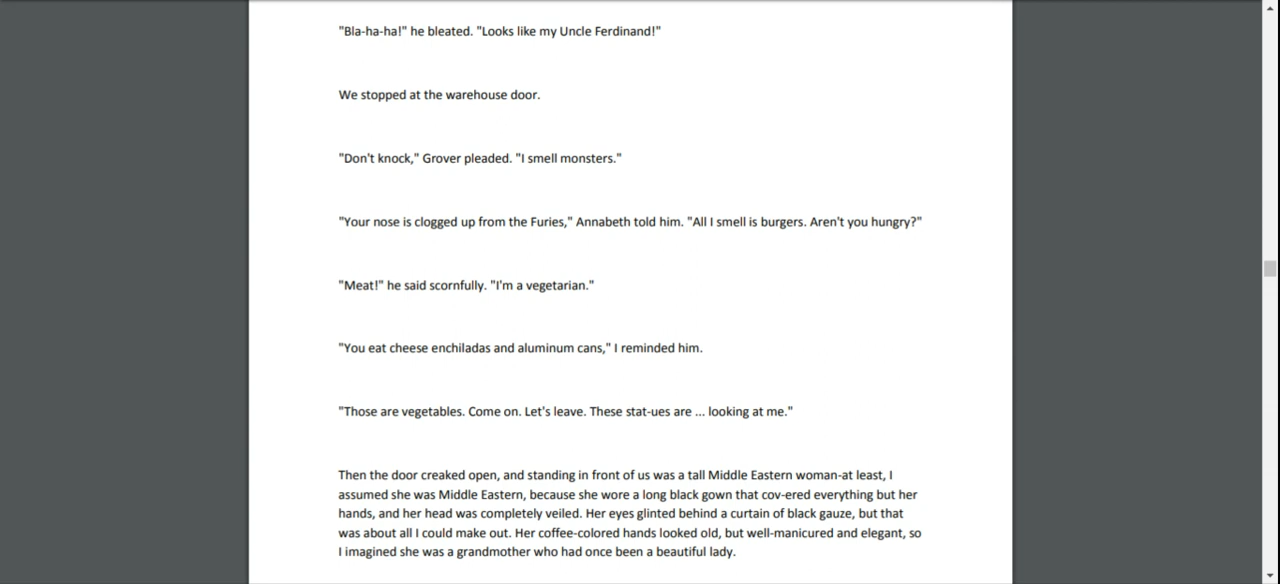 "Bla-ha-ha!" he bleated. "Looks like my Uncle Ferdinand!"
We stopped at the warehouse door.
"Don't knock," Grover pleaded. "I smell monsters."
"Your nose is clogged up from the Furies," Annabeth told him. "All I smell is burgers. Aren't you hungry?"
"Meat!" he said scornfully. "I'm a vegetarian."
"You eat cheese enchiladas and aluminum cans," I reminded him.
"Those are vegetables. Come on. Let's leave. These stat-ues are ... looking at me."
Then the door creaked open, and standing in front of us was a tall Middle Eastern woman-at least, I
assumed she was Middle Eastern, because she wore a long black gown that cov-ered everything but her
hands, and her head was completely veiled. Her eyes glinted behind a curtain of black gauze, but that
was about all I could make out. Her coffee-colored hands looked old, but well-manicured and elegant, so
I imagined she was a grandmother who had once been a beautiful lady.